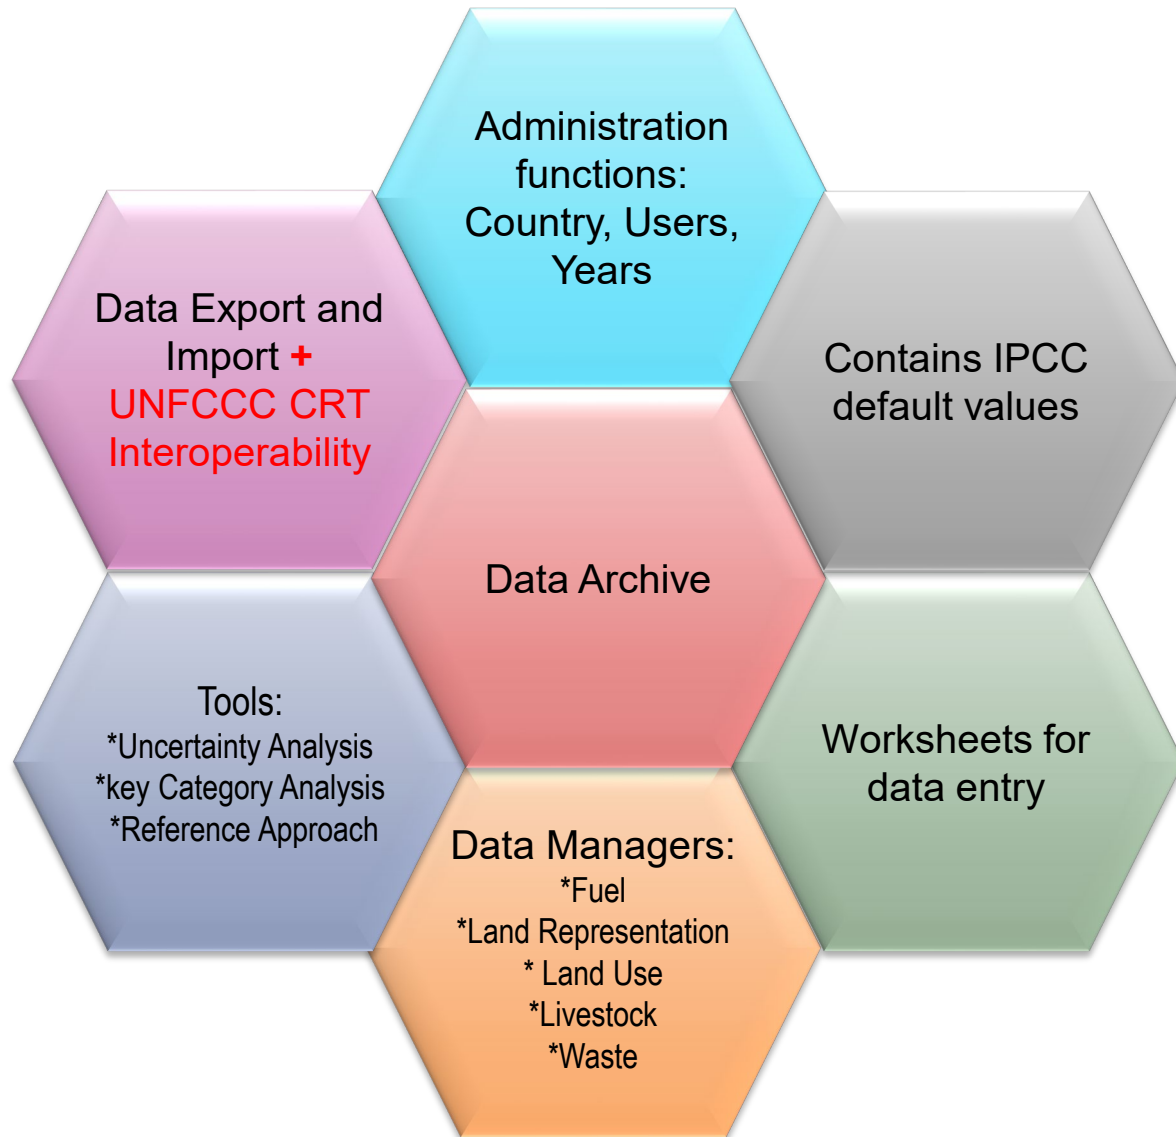 Administration
functions:
Country, Users,
Years
Data Export and
Import +
UNFCCC CRT
Interoperability
Contains IPCC
default values
Data Archive
Tools:
*Uncertainty Analysis
*key Category Analysis
*Reference Approach
Worksheets for
data entry
Data Managers:
*Fuel
*Land Representation
* Land Use
*Livestock
*Waste